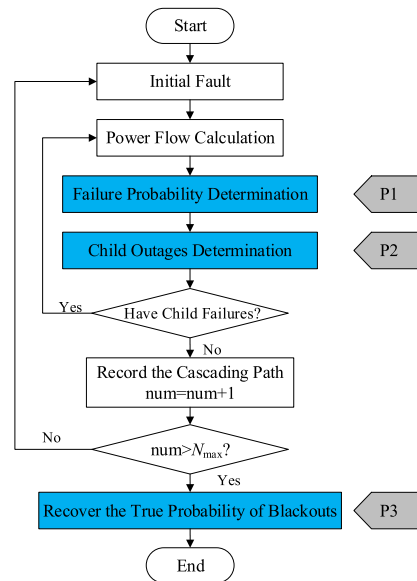 Start
Initial Fault
Power Flow Calculation
Failure Probability Determination
P1
Child Outages Determination
P2
Have Child Failures?
Yes
No
Record the Cascading Path
num=num+1
num>Nmax?
No
Yes
Recover the True Probability of Blackouts
P3
End